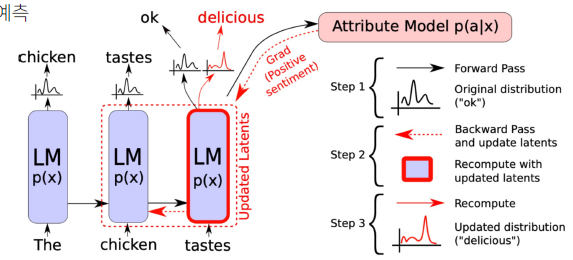 예측
ok
delicious
Attribute Model p(a|x)
chicken
tastes
Grad
(Positive
sentiment)
LM
p(x)
LM
p(x)
LM
p(x)
Updated Latents
The
chicken
tastes
Step 1
Forward Pass
Original distribution
("ok")
Step 2
Backward Pass
and update latents
Recompute with
updated latents
Step 3
Recompute
Updated distribution
("delicious")